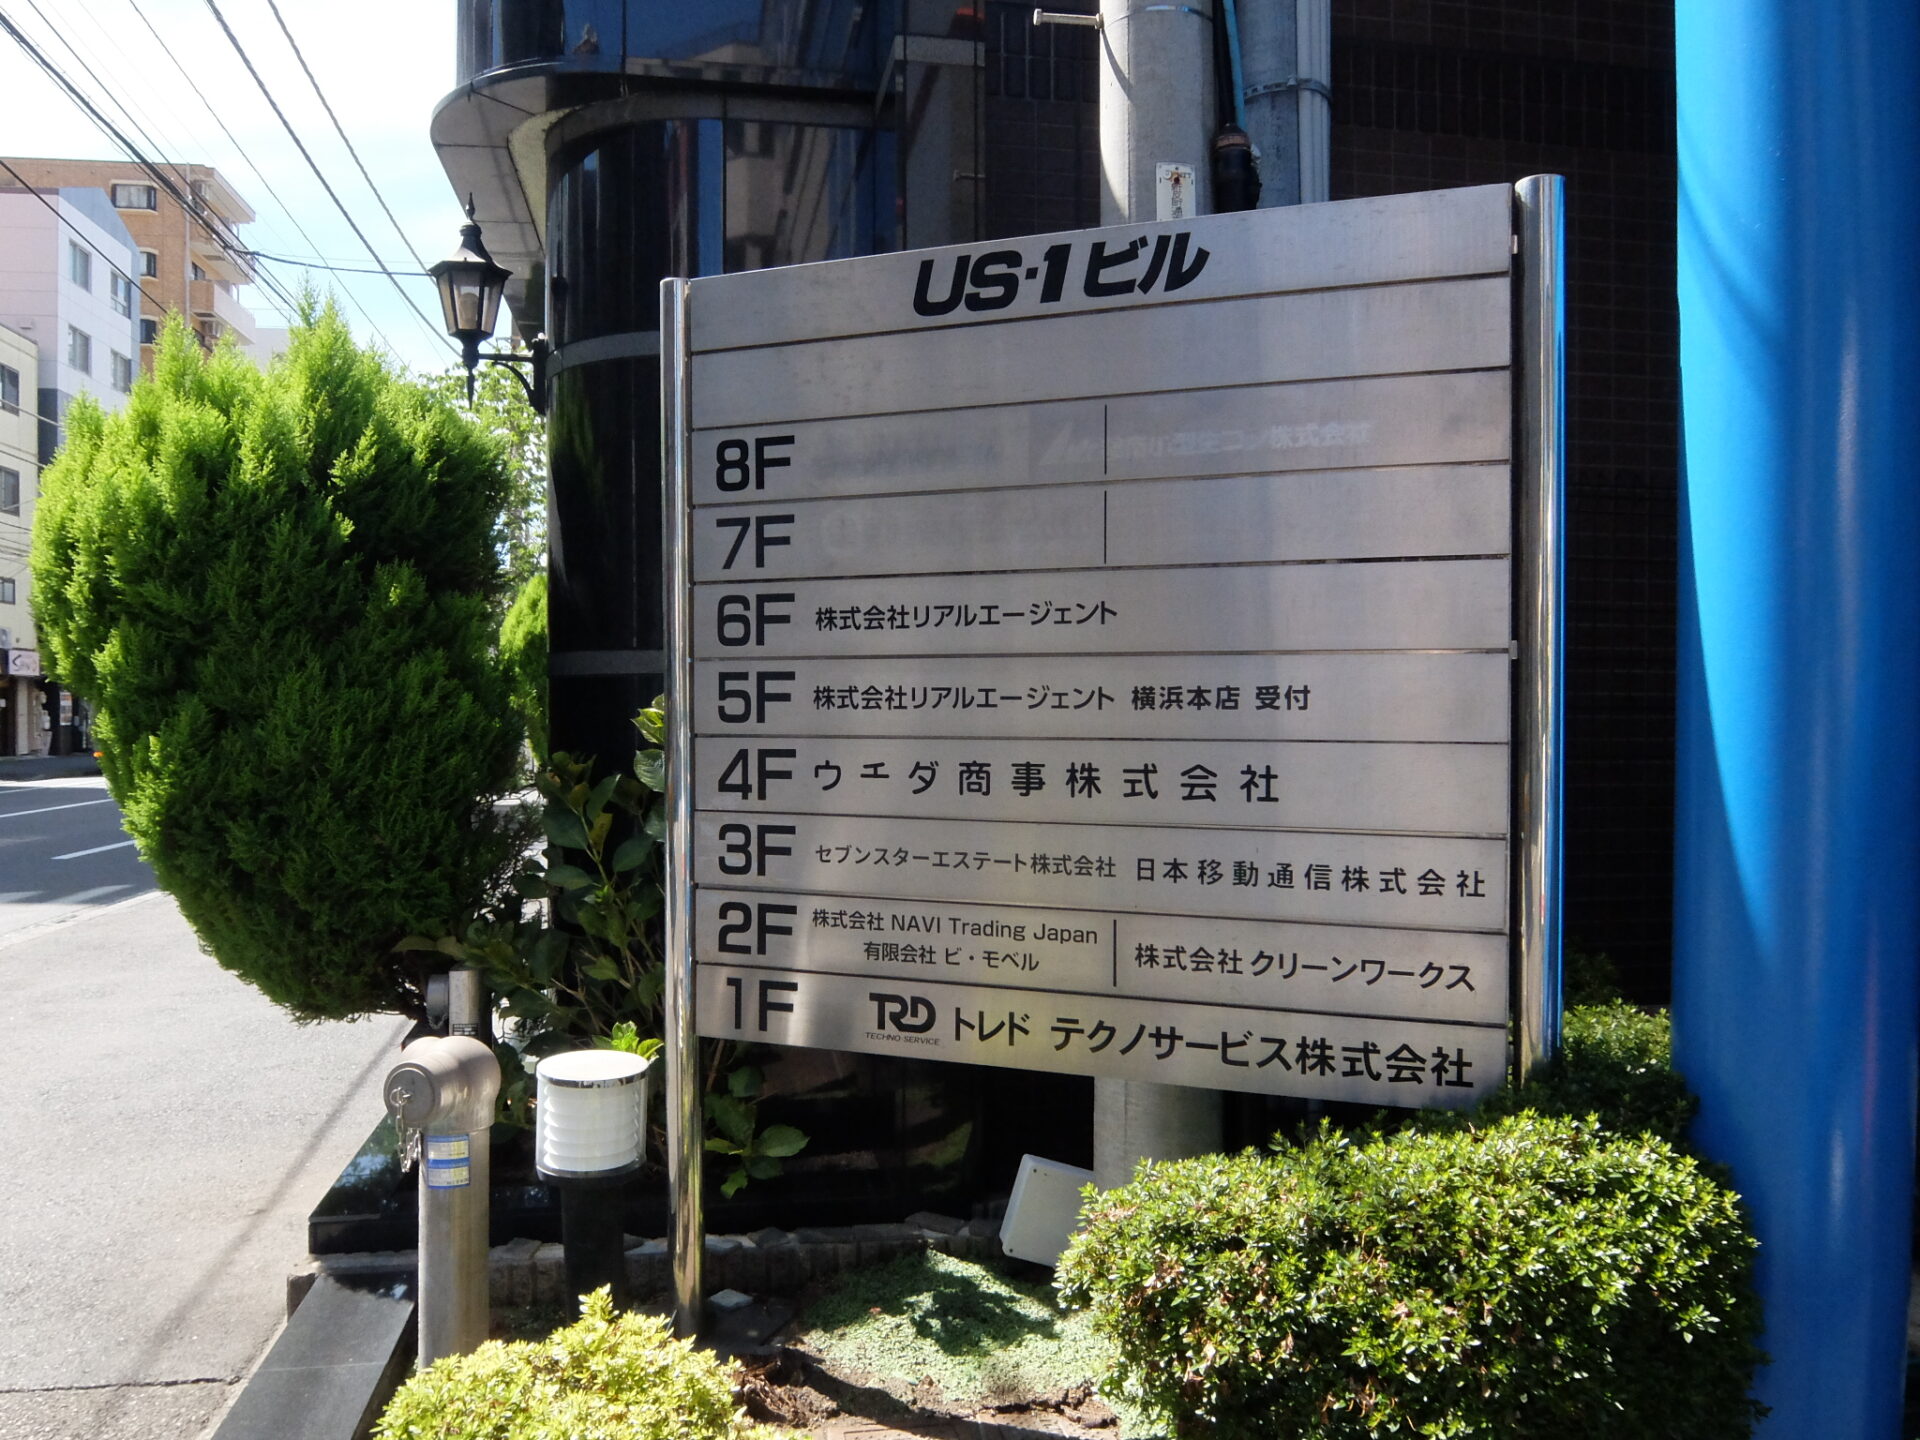 US-1ビル
8F 株式会社
7F
6F 株式会社リアルエージェント
5F 株式会社リアルエージェント 横浜本店 受付
4F ウエダ商事株式会社
3F セブンスターエステート株式会社 日本移動通信株式会社
2F 株式会社 NAVI Trading Japan
有限会社 ビ・モベル
株式会社 クリーンワークス
1F TRD TECHNO SERVICE トレド テクノサービス株式会社